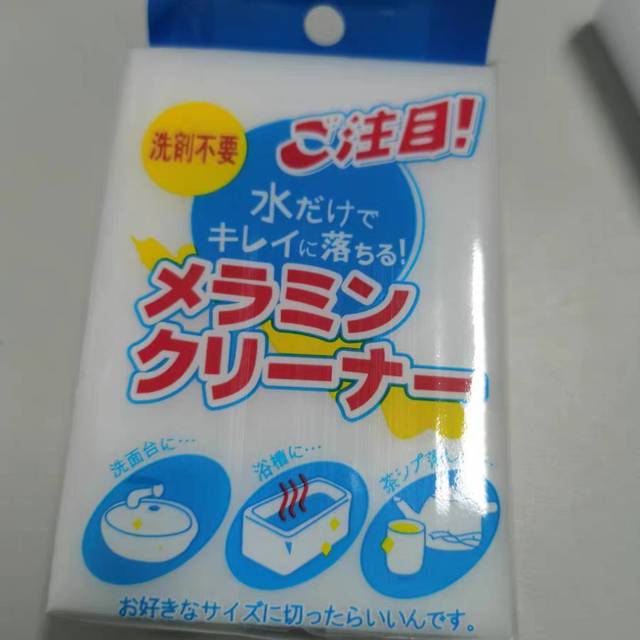 洗剤不要
ご注目!
水だけで
キレイに落ちる!
メラミン
クリーナー
洗面台に…
浴槽に…
茶シブ落
お好きなサイズに切ったらいいんです。